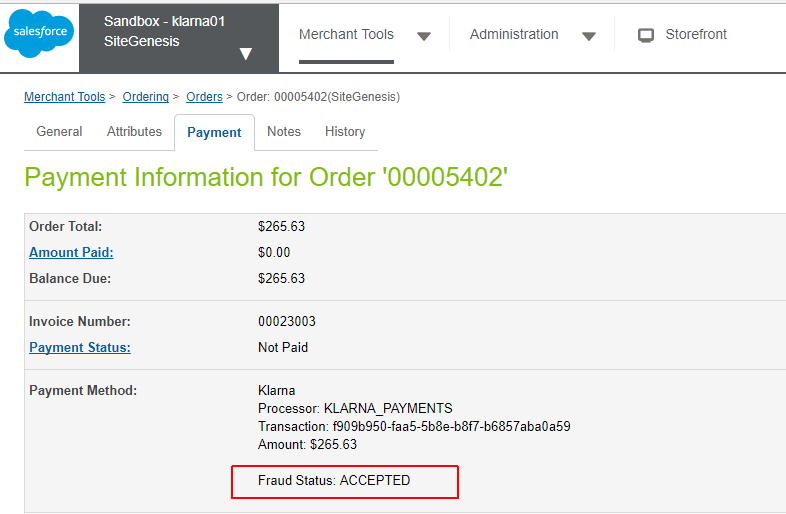 salesforce
Sandbox - klarna01
SiteGenesis
Merchant Tools
Administration
Storefront
Merchant Tools > Ordering > Orders > Order: 00005402(SiteGenesis)
General Attributes Payment Notes History
Payment Information for Order '00005402'
Order Total: $265.63
Amount Paid: $0.00
Balance Due: $265.63
Invoice Number: 00023003
Payment Status: Not Paid
Payment Method: Klarna
Processor: KLARNA_PAYMENTS
Transaction: f909b950-faa5-5b8e-b8f7-b6857aba0a59
Amount: $265.63
Fraud Status: ACCEPTED